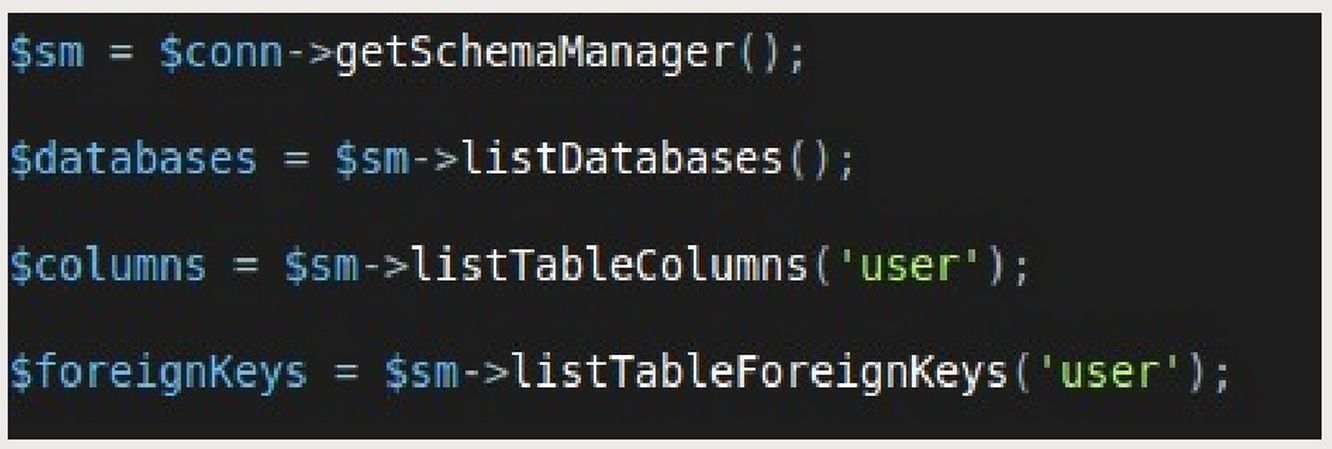 $sm = $conn->getSchemaManager();
$databases = $sm->listDatabases();
$columns = $sm->listTableColumns('user');
$foreignKeys = $sm->listTableForeignKeys('user');